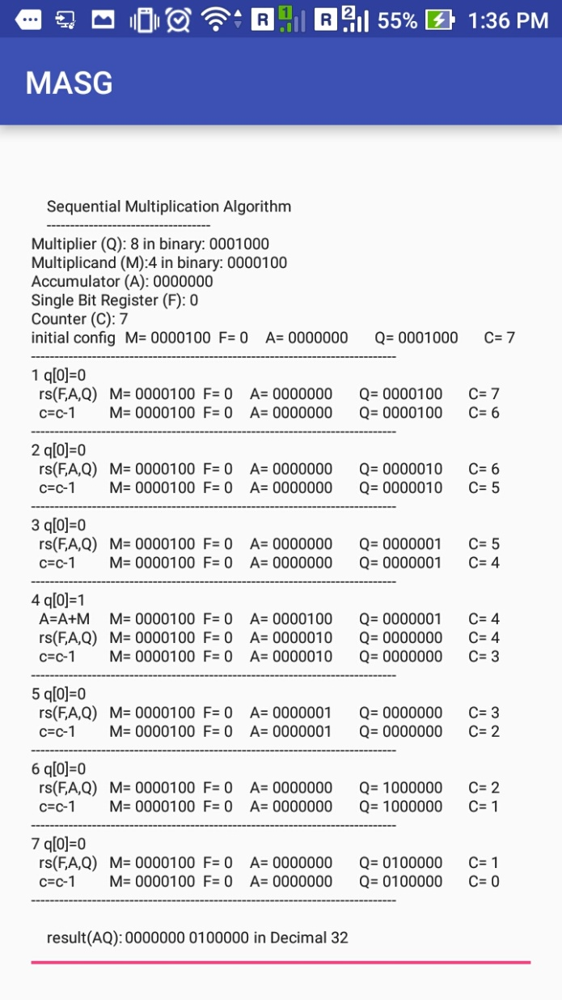 R 1 R 2 55% 1:36 PM
MASG
Sequential Multiplication Algorithm
-----------------------------------
Multiplier (Q): 8 in binary: 0001000
Multiplicand (M):4 in binary: 0000100
Accumulator (A): 0000000
Single Bit Register (F): 0
Counter (C): 7
initial config M= 0000100 F= 0 A= 0000000 Q= 0001000 C= 7
------------------------------------------------------------------------------
1 q[0]=0
rs(F,A,Q) M= 0000100 F= 0 A= 0000000 Q= 0000100 C= 7
c=c-1 M= 0000100 F= 0 A= 0000000 Q= 0000100 C= 6
------------------------------------------------------------------------------
2 q[0]=0
rs(F,A,Q) M= 0000100 F= 0 A= 0000000 Q= 0000010 C= 6
c=c-1 M= 0000100 F= 0 A= 0000000 Q= 0000010 C= 5
------------------------------------------------------------------------------
3 q[0]=0
rs(F,A,Q) M= 0000100 F= 0 A= 0000000 Q= 0000001 C= 5
c=c-1 M= 0000100 F= 0 A= 0000000 Q= 0000001 C= 4
------------------------------------------------------------------------------
4 q[0]=1
A=A+M M= 0000100 F= 0 A= 0000100 Q= 0000001 C= 4
rs(F,A,Q) M= 0000100 F= 0 A= 0000010 Q= 0000000 C= 4
c=c-1 M= 0000100 F= 0 A= 0000010 Q= 0000000 C= 3
------------------------------------------------------------------------------
5 q[0]=0
rs(F,A,Q) M= 0000100 F= 0 A= 0000001 Q= 0000000 C= 3
c=c-1 M= 0000100 F= 0 A= 0000001 Q= 0000000 C= 2
------------------------------------------------------------------------------
6 q[0]=0
rs(F,A,Q) M= 0000100 F= 0 A= 0000000 Q= 1000000 C= 2
c=c-1 M= 0000100 F= 0 A= 0000000 Q= 1000000 C= 1
------------------------------------------------------------------------------
7 q[0]=0
rs(F,A,Q) M= 0000100 F= 0 A= 0000000 Q= 0100000 C= 1
c=c-1 M= 0000100 F= 0 A= 0000000 Q= 0100000 C= 0
------------------------------------------------------------------------------
result(AQ): 0000000 0100000 in Decimal 32